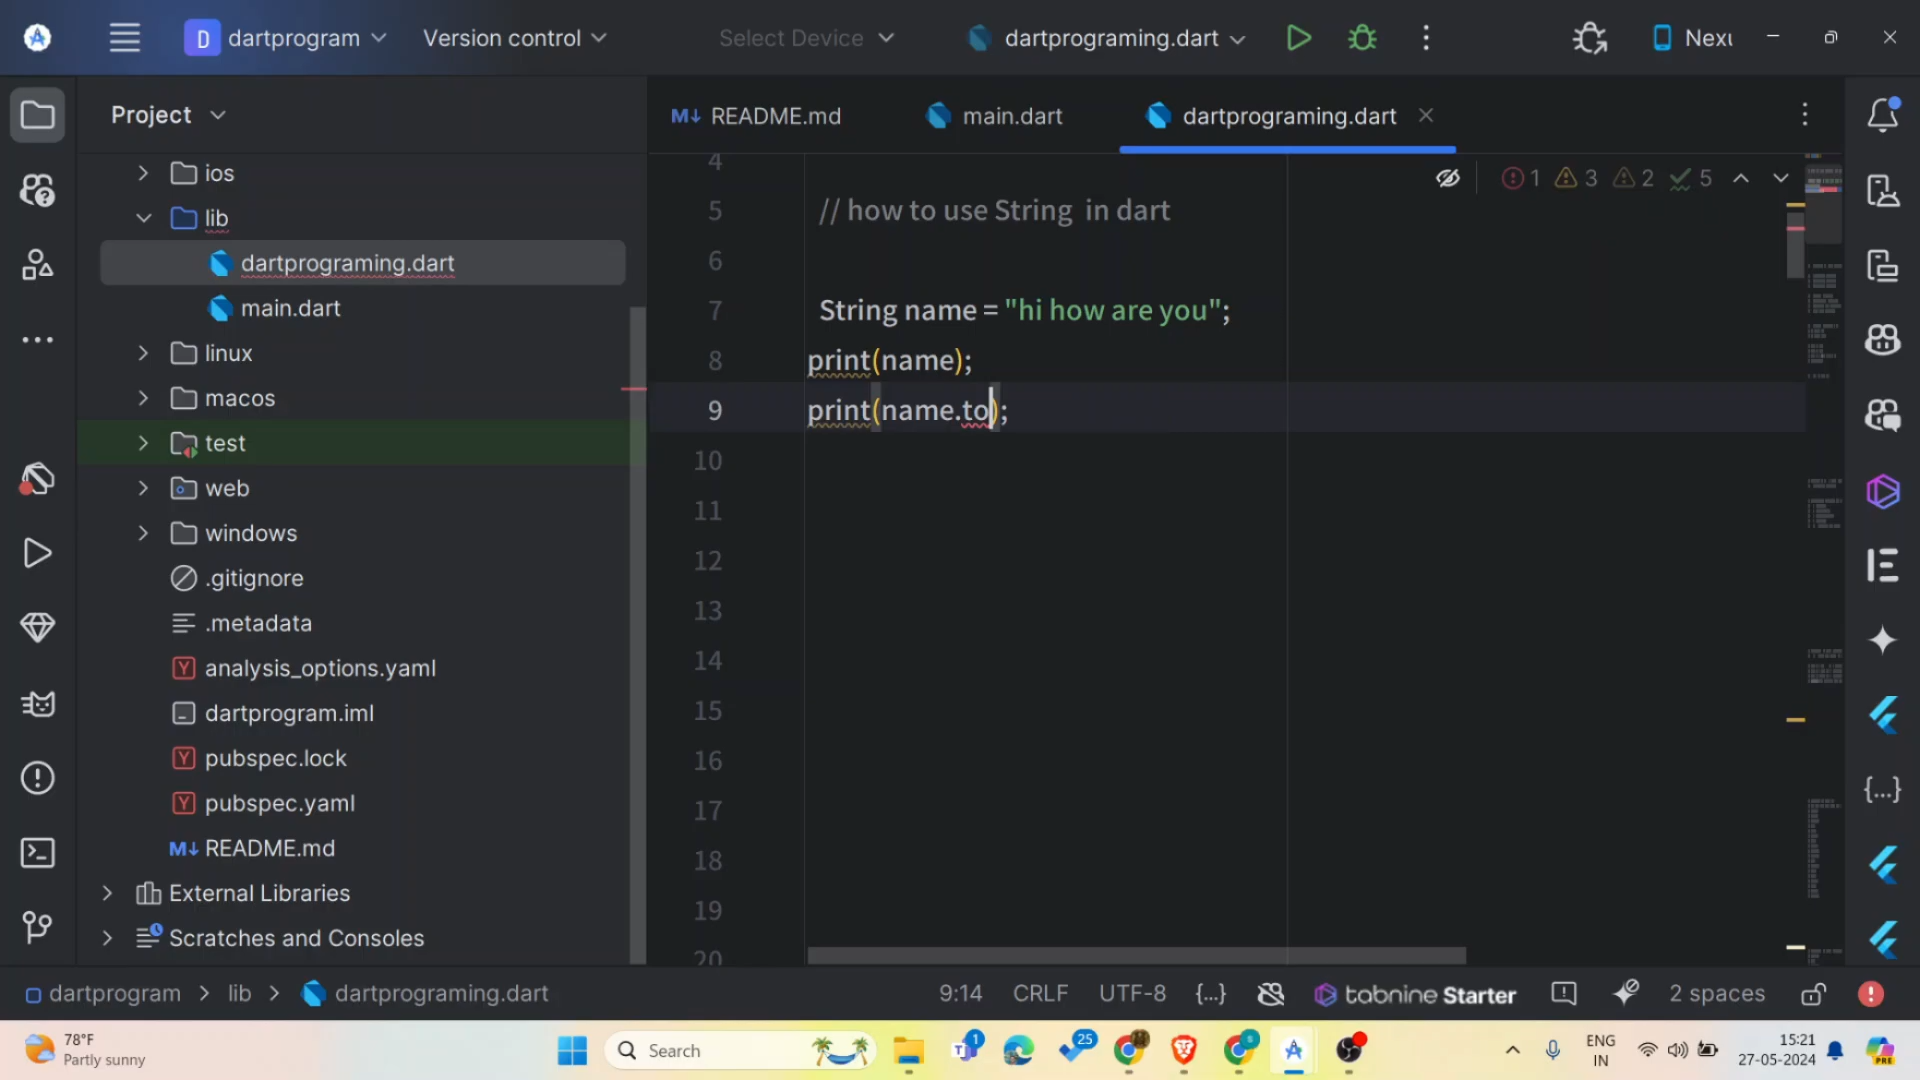 D dartprogram
Version control
Select Device
dartprograming.dart
Nexu
Project
README.md
main.dart
dartprograming.dart
ios
lib
dartprograming.dart
main.dart
linux
macos
test
web
windows
.gitignore
.metadata
analysis_options.yaml
dartprogram.iml
pubspec.lock
pubspec.yaml
README.md
External Libraries
Scratches and Consoles
1 3 2 5
4
5 // how to use String in dart
6
7 String name = "hi how are you";
8 print(name);
9 print(name.to);
10
11
12
13
14
15
16
17
18
19
20
dartprogram > lib > dartprograming.dart
9:14 CRLF UTF-8 {...} tabnine Starter 2 spaces
78°F
Partly sunny
Search
1
25
ENG
IN
15:21
27-05-2024
PRE